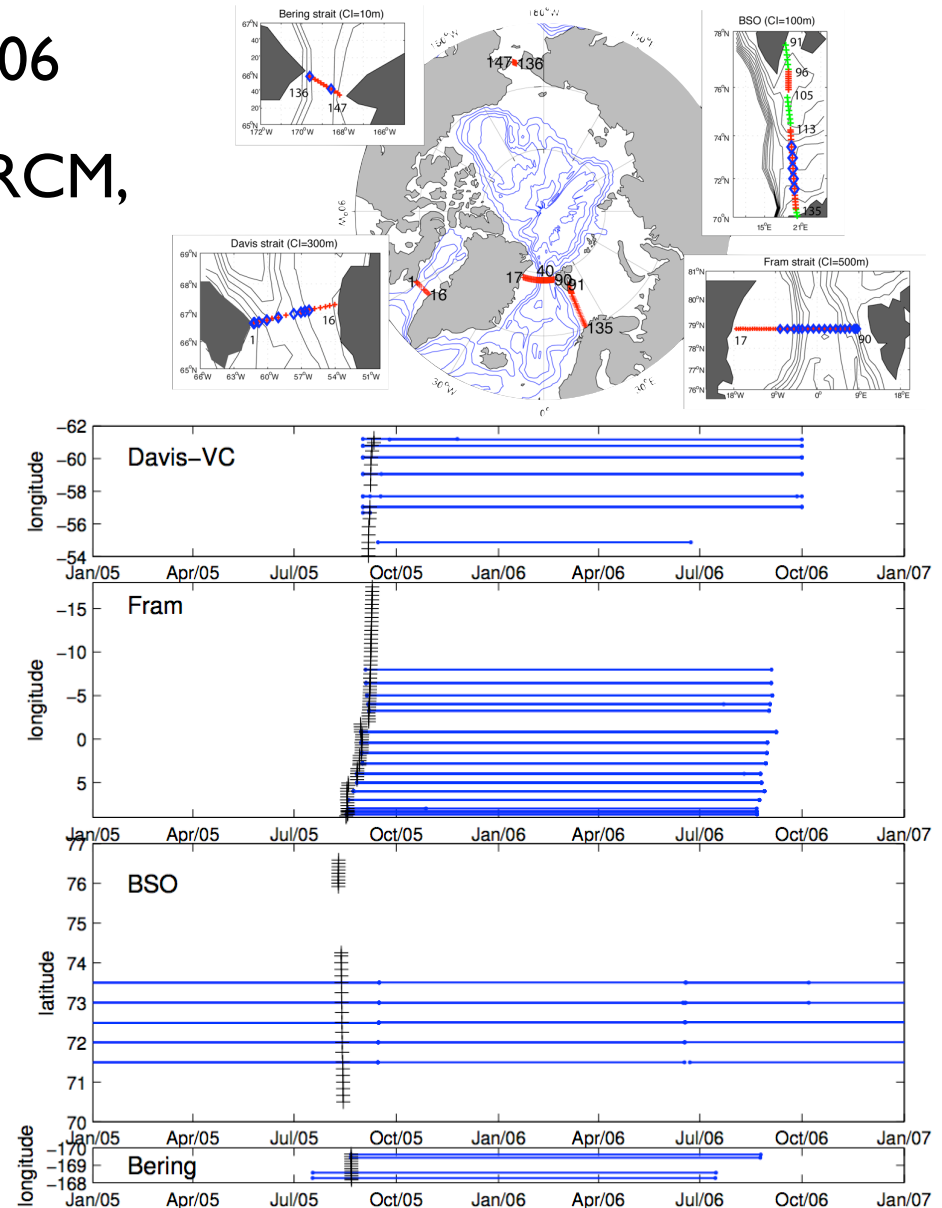 06
RCM,
Bering strait (CI=10m)
67°N
40
20
66°N
40
20
65°N
136
147
172°W 170°W 168°W 166°W
180°W
147 136
BSO (CI=100m)
78°N
76°N
74°N
72°N
70°N
91
96
105
113
135
15°E 21°E
Davis strait (CI=300m)
69°N
68°N
67°N
66°N
65°N
1
16
66°W 63°W 60°W 57°W 54°W 51°W
1
16
17
40
90
91
135
30°W
0°
30°E
Fram strait (CI=500m)
81°N
80°N
79°N
78°N
77°N
76°N
17
90
18°W 9°W 0° 9°E 18°E
longitude
−62
−60
−58
−56
−54
Davis−VC
Jan/05 Apr/05 Jul/05 Oct/05 Jan/06 Apr/06 Jul/06 Oct/06 Jan/07
longitude
−15
−10
−5
0
5
Fram
Jan/05 Apr/05 Jul/05 Oct/05 Jan/06 Apr/06 Jul/06 Oct/06 Jan/07
latitude
77
76
75
74
73
72
71
70
BSO
Jan/05 Apr/05 Jul/05 Oct/05 Jan/06 Apr/06 Jul/06 Oct/06 Jan/07
longitude
−170
−169
−168
Bering
Jan/05 Apr/05 Jul/05 Oct/05 Jan/06 Apr/06 Jul/06 Oct/06 Jan/07